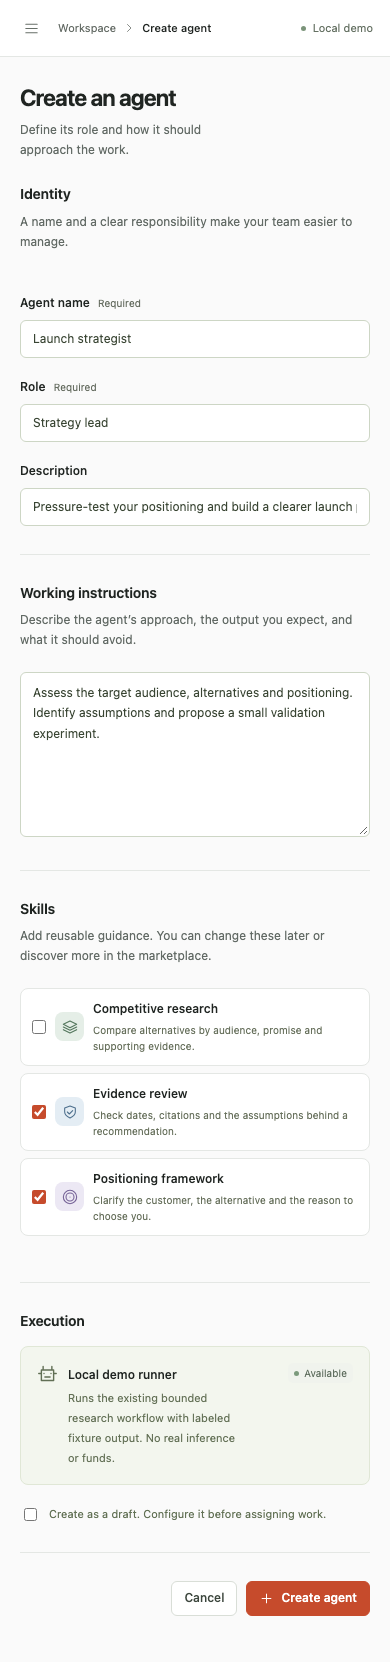 Workspace > Create agent
Local demo
Create an agent
Define its role and how it should
approach the work.
Identity
A name and a clear responsibility make your team easier to
manage.
Agent name Required
Launch strategist
Role Required
Strategy lead
Description
Pressure-test your positioning and build a clearer launch
Working instructions
Describe the agent’s approach, the output you expect, and
what it should avoid.
Assess the target audience, alternatives and positioning.
Identify assumptions and propose a small validation
experiment.
Skills
Add reusable guidance. You can change these later or
discover more in the marketplace.
Competitive research
Compare alternatives by audience, promise and
supporting evidence.
Evidence review
Check dates, citations and the assumptions behind a
recommendation.
Positioning framework
Clarify the customer, the alternative and the reason to
choose you.
Execution
Local demo runner
Available
Runs the existing bounded
research workflow with labeled
fixture output. No real inference
or funds.
Create as a draft. Configure it before assigning work.
Cancel
+ Create agent